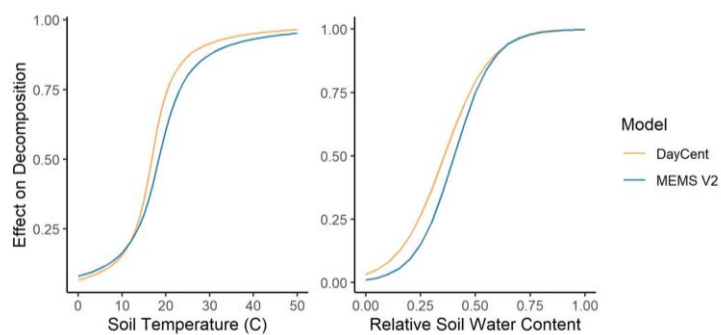 Effect on Decomposition
1.00
0.75
0.50
0.25
0 10 20 30 40 50
Soil Temperature (C)
1.00
0.75
0.50
0.25
0.00
0.00 0.25 0.50 0.75 1.00
Relative Soil Water Content
Model
DayCent
MEMS V2